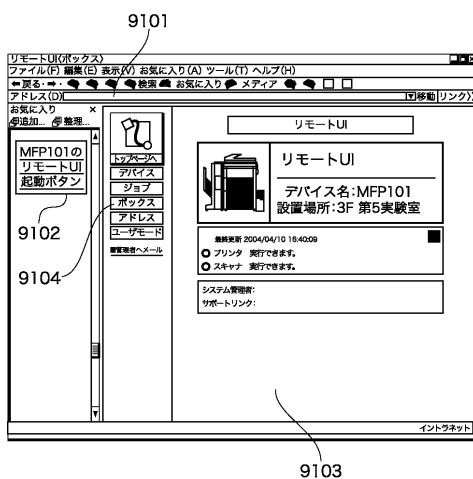 9101
リモートUI(ボックス)
ファイル(F) 編集(E) 表示(V) お気に入り(A) ツール(T) ヘルプ(H)
戻る 検索 お気に入り メディア
アドレス(D) 移動 リンク
お気に入り ×
追加... 整理...
MFP101の
リモートUI
起動ボタン
9102
9104
トップページへ
デバイス
ジョブ
ボックス
アドレス
ユーザモード
管理者へメール
リモートUI
リモートUI
デバイス名:MFP101
設置場所:3F 第5実験室
最終更新 2004/04/10 16:40:09
プリンタ 実行できます。
スキャナ 実行できます。
システム管理者:
サポートリンク:
イントラネット
9103